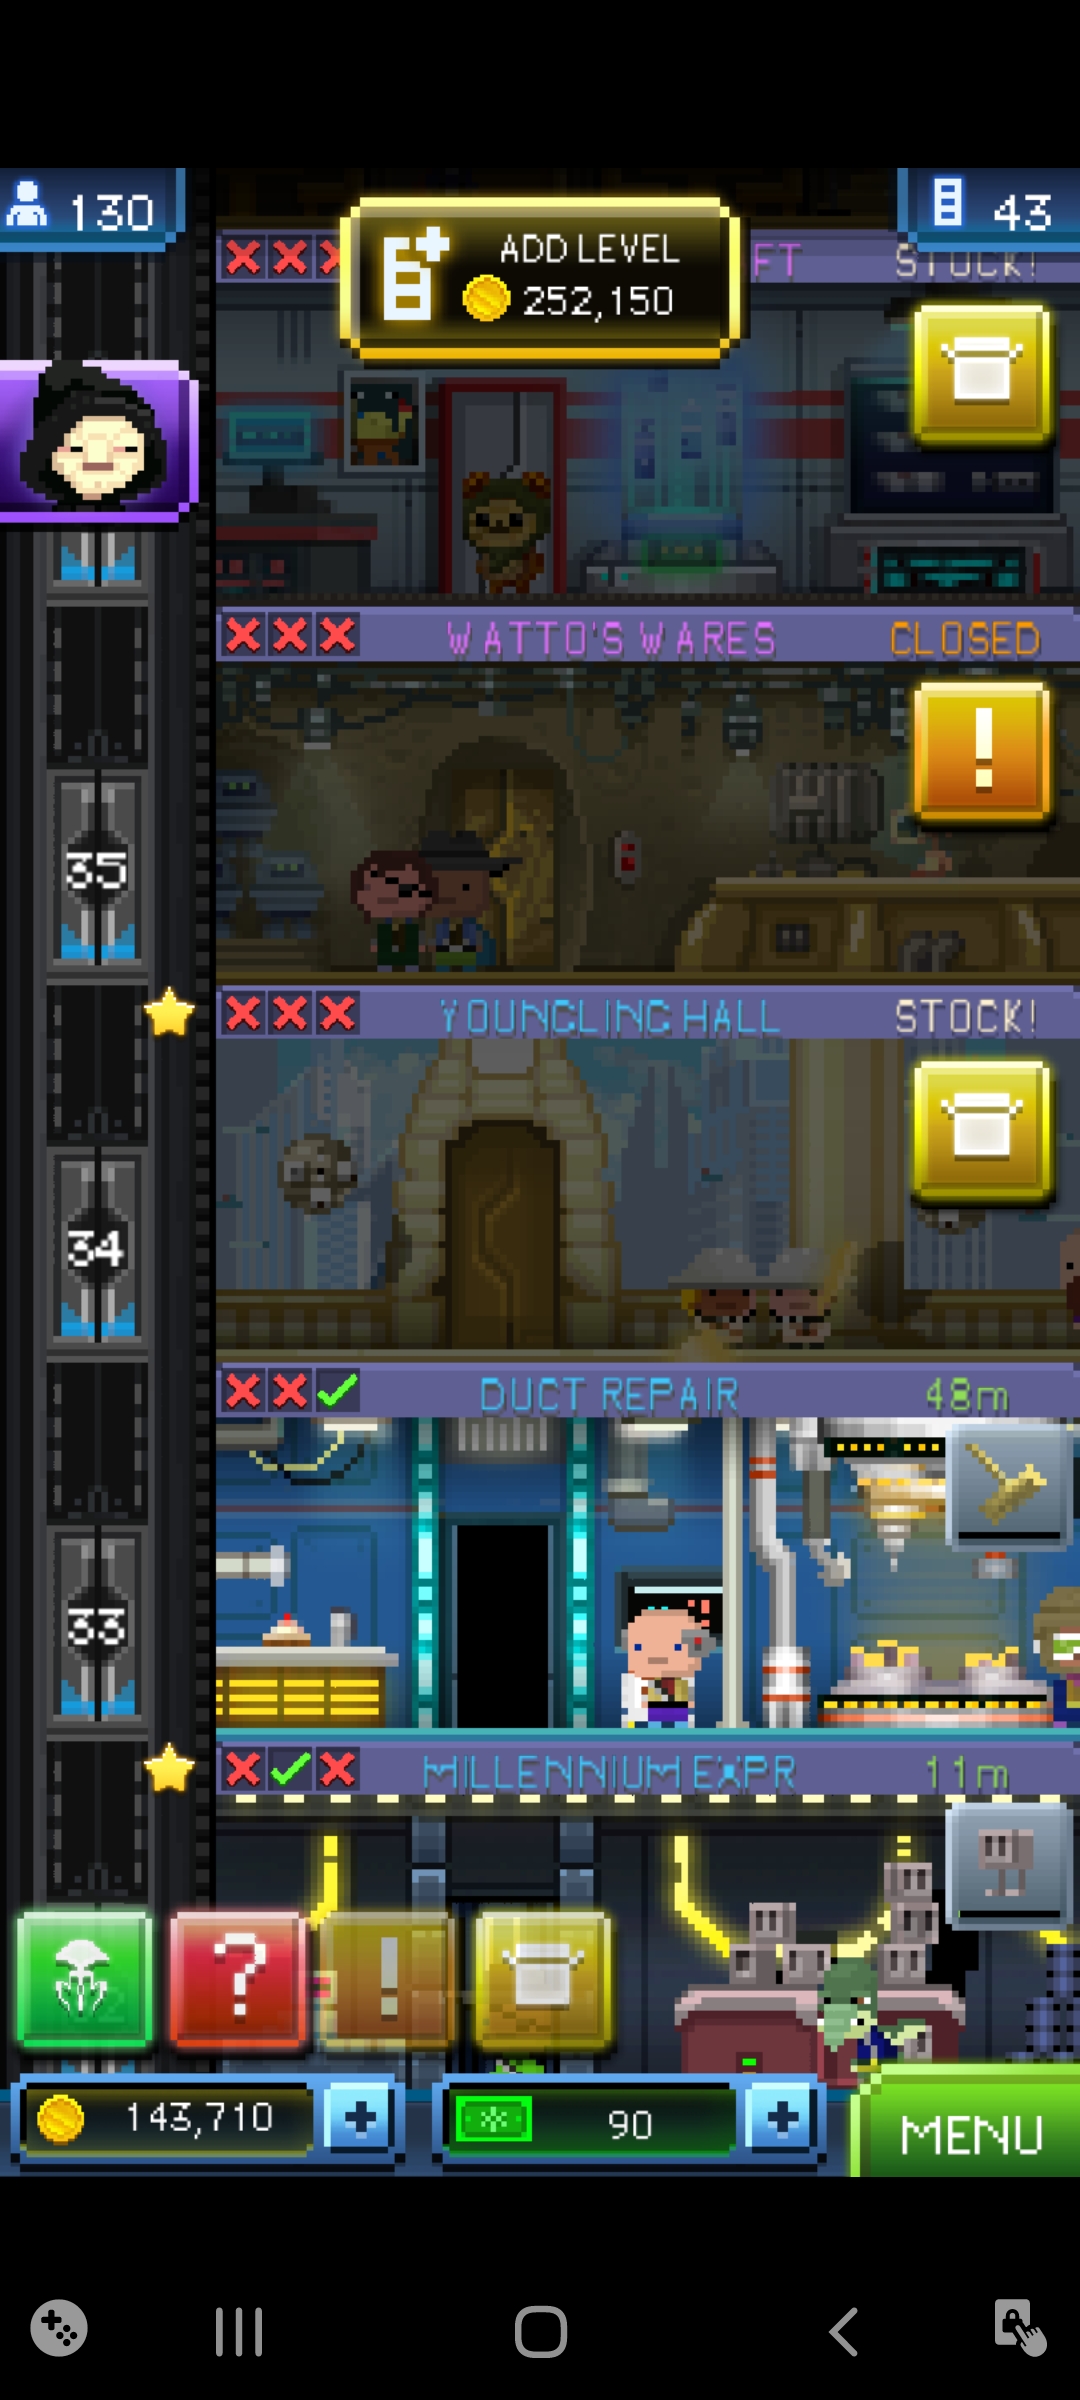 130
ADD LEVEL
252,150
43
FT
STOCK!
WATTO'S WARES
CLOSED
!
35
YOUNGLING HALL
STOCK!
34
DUCT REPAIR
48m
33
MILLENNIUM EXPR
11m
?
!
143,710
+
90
+
MENU